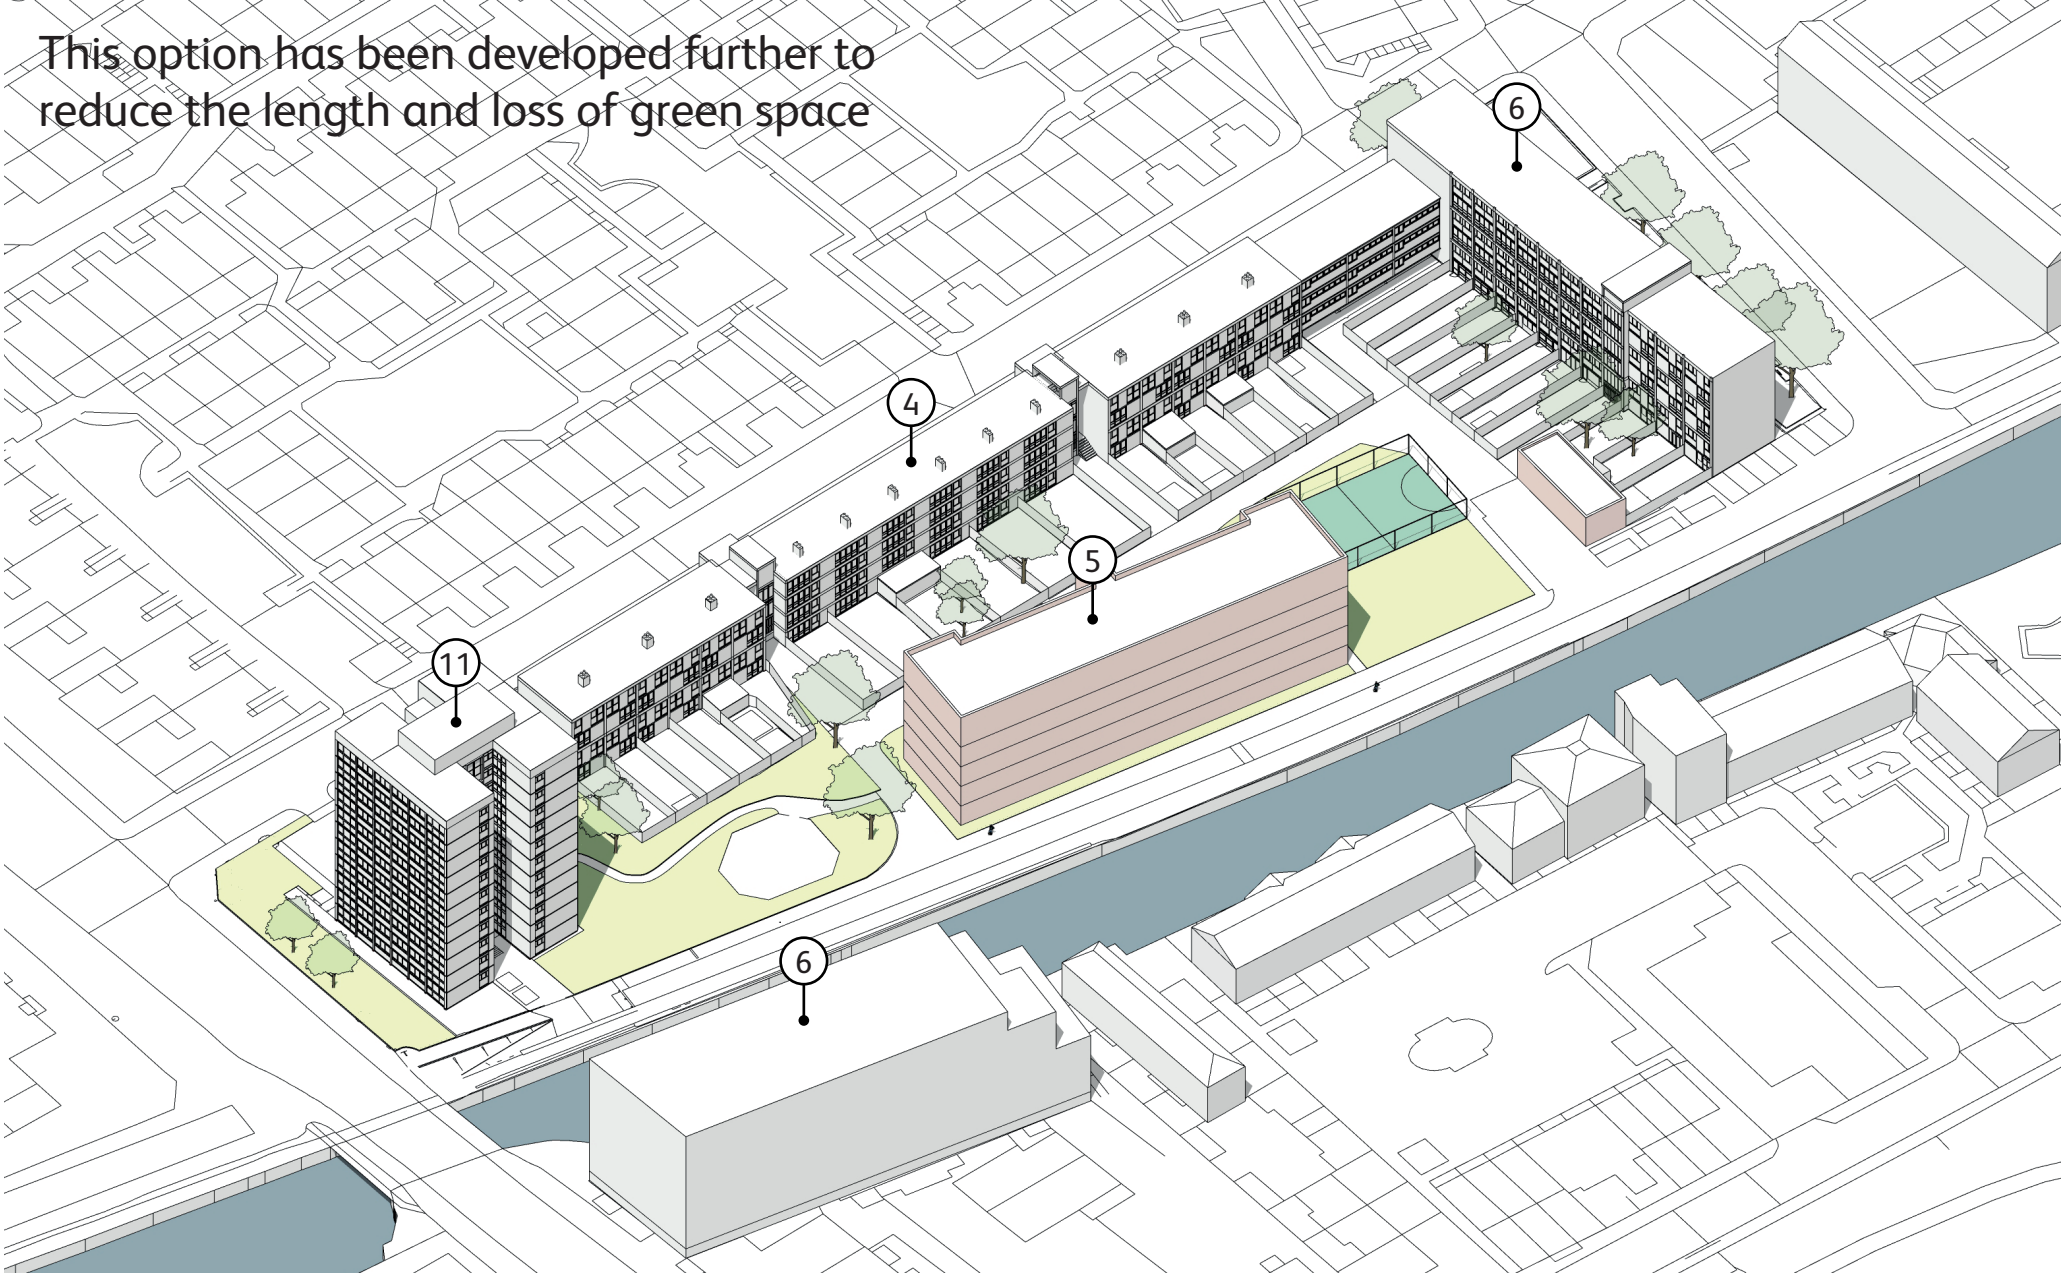 This option has been developed further to
reduce the length and loss of green space
6
4
5
11
6